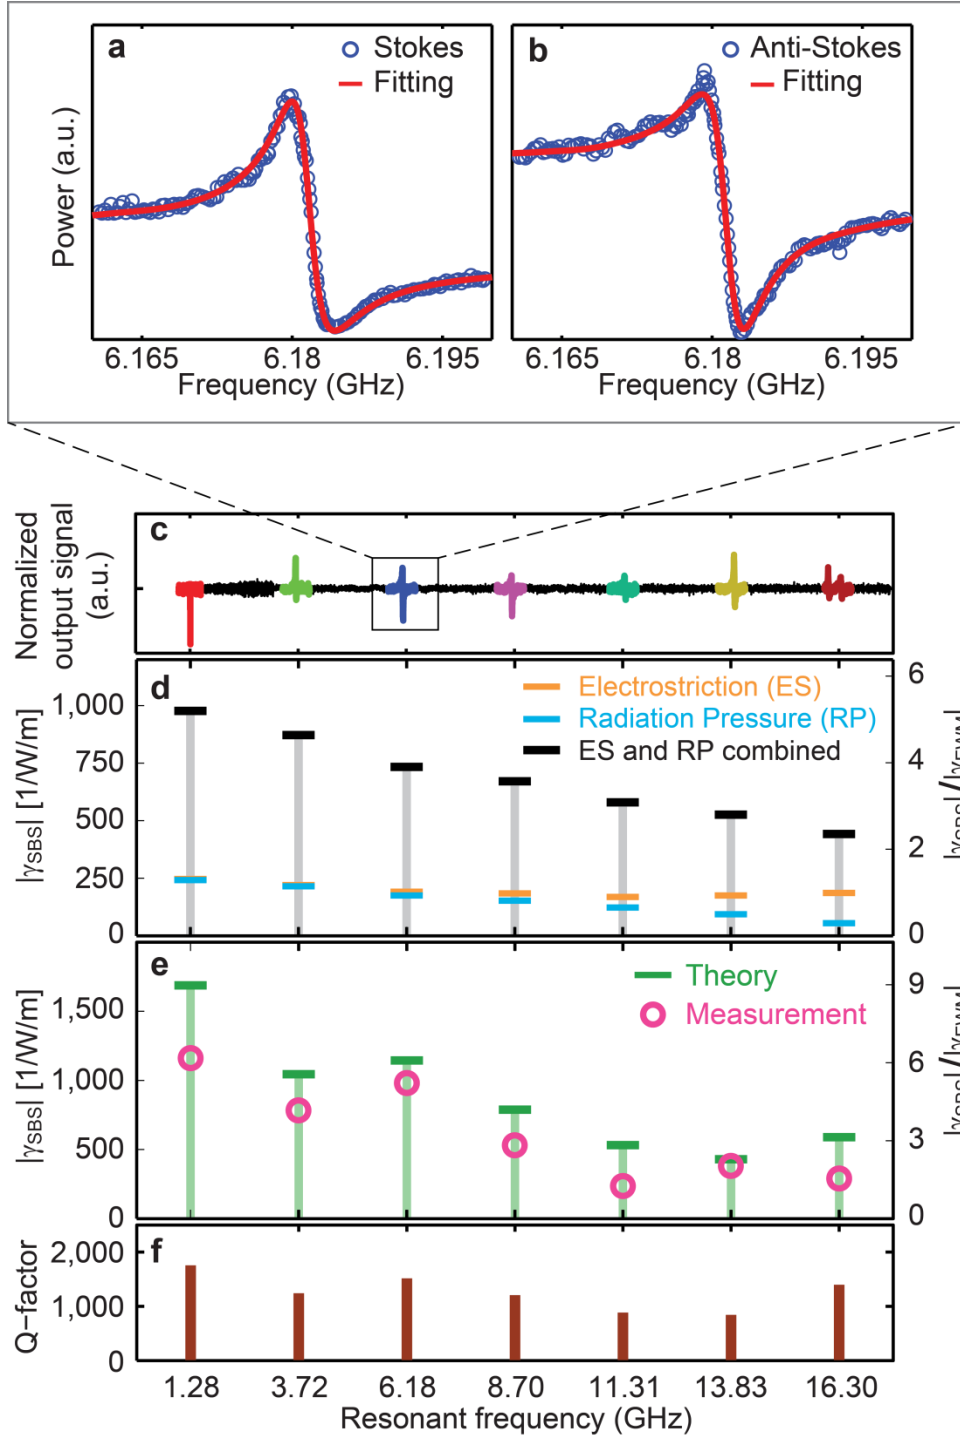 a
Stokes
Fitting
b
Anti-Stokes
Fitting
Power (a.u.)
6.165 6.18 6.195
Frequency (GHz)
6.165 6.18 6.195
Frequency (GHz)
Normalized
output signal
(a.u.)
c
d
Electrostriction (ES)
Radiation Pressure (RP)
ES and RP combined
|γSBS| [1/W/m]
1,000
750
500
250
0
6
4
2
0
|γSBS|/|γFWM|
e
Theory
Measurement
|γSBS| [1/W/m]
1,500
1,000
500
0
9
6
3
0
|γSBS|/|γFWM|
f
Q−factor
2,000
1,000
0
1.28 3.72 6.18 8.70 11.31 13.83 16.30
Resonant frequency (GHz)